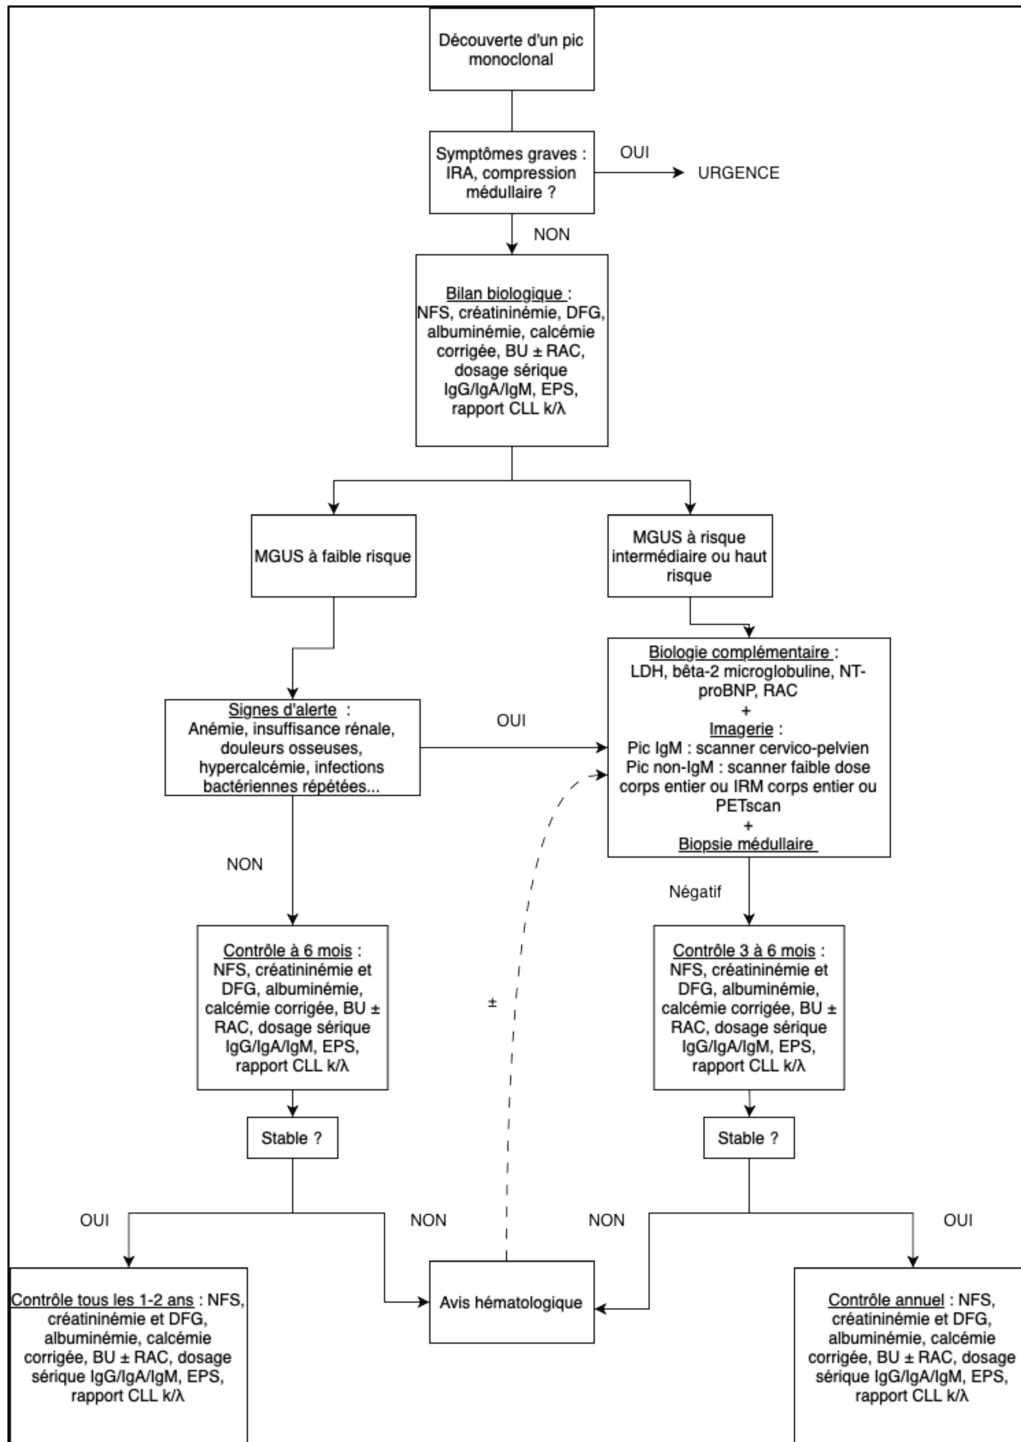 Découverte d'un pic
monoclonal
Symptômes graves :
IRA, compression
médullaire ?
OUI
URGENCE
NON
Bilan biologique :
NFS, créatininémie, DFG,
albuminémie, calcémie
corrigée, BU ± RAC,
dosage sérique
IgG/IgA/IgM, EPS,
rapport CLL k/λ
MGUS à faible risque
MGUS à risque
intermédiaire ou haut
risque
Signes d'alerte :
Anémie, insuffisance rénale,
douleurs osseuses,
hypercalcémie, infections
bactériennes répétées...
OUI
Biologie complémentaire :
LDH, bêta-2 microglobuline, NT-
proBNP, RAC
+
Imagerie :
Pic IgM : scanner cervico-pelvien
Pic non-IgM : scanner faible dose
corps entier ou IRM corps entier ou
PETscan
+
Biopsie médullaire
NON
Négatif
Contrôle à 6 mois :
NFS, créatininémie et
DFG, albuminémie,
calcémie corrigée, BU ±
RAC, dosage sérique
IgG/IgA/IgM, EPS,
rapport CLL k/λ
±
Contrôle 3 à 6 mois :
NFS, créatininémie et
DFG, albuminémie,
calcémie corrigée, BU ±
RAC, dosage sérique
IgG/IgA/IgM, EPS,
rapport CLL k/λ
Stable ?
Stable ?
OUI
NON
NON
OUI
Contrôle tous les 1-2 ans : NFS,
créatininémie et DFG,
albuminémie, calcémie
corrigée, BU ± RAC, dosage
sérique IgG/IgA/IgM, EPS,
rapport CLL k/λ
Avis hématologique
Contrôle annuel : NFS,
créatininémie et DFG,
albuminémie, calcémie
corrigée, BU ± RAC, dosage
sérique IgG/IgA/IgM, EPS,
rapport CLL k/λ